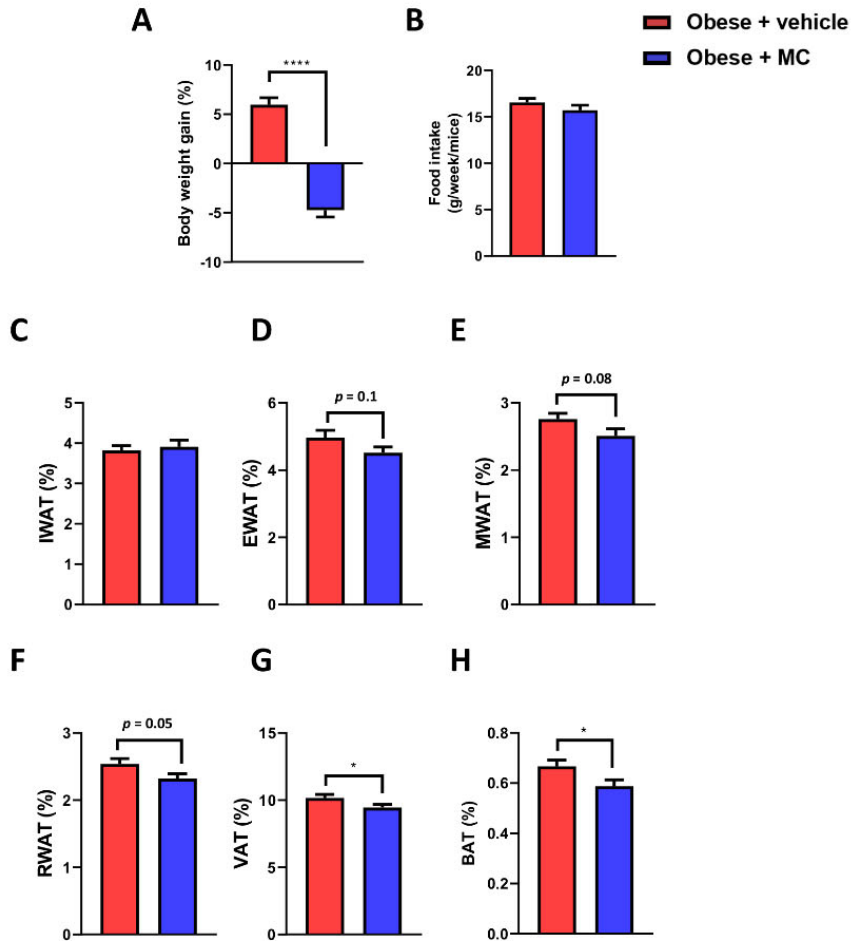 A
B
Obese + vehicle
Obese + MC
Body weight gain (%)
10
5
0
-5
-10
****
Food intake
(g/week/mice)
20
15
10
5
0
C
D
E
IWAT (%)
5
4
3
2
1
0
EWAT (%)
6
4
2
0
p = 0.1
MWAT (%)
3
2
1
0
p = 0.08
F
G
H
RWAT (%)
3
2
1
0
p = 0.05
VAT (%)
15
10
5
0
*
BAT (%)
0.8
0.6
0.4
0.2
0.0
*